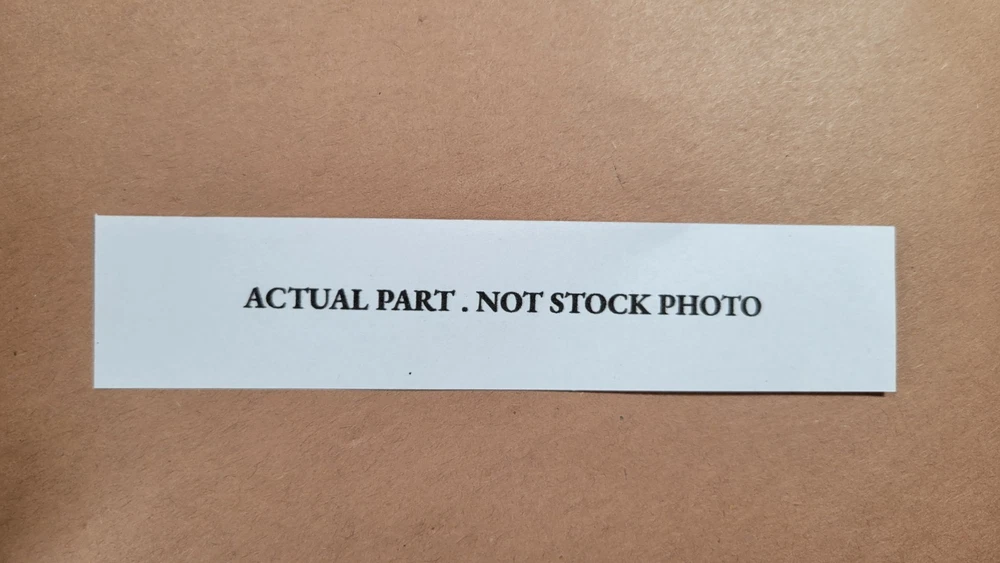 ACTUAL PART . NOT STOCK PHOTO